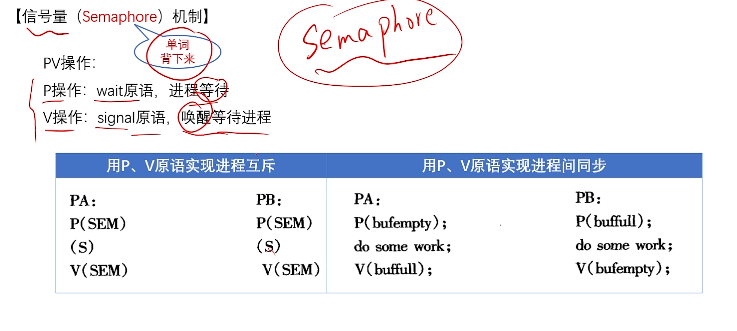 【信号量（Semaphore）机制】
Semaphore
单词
背下来
PV操作：
P操作：wait原语，进程等待
V操作：signal原语，唤醒等待进程
用P、V原语实现进程互斥 用P、V原语实现进程间同步
PA： PB： PA： PB：
P(SEM) P(SEM) P(bufempty)； P(buffull)；
(S) (S) do some work； do some work；
V(SEM) V(SEM) V(buffull)； V(bufempty)；